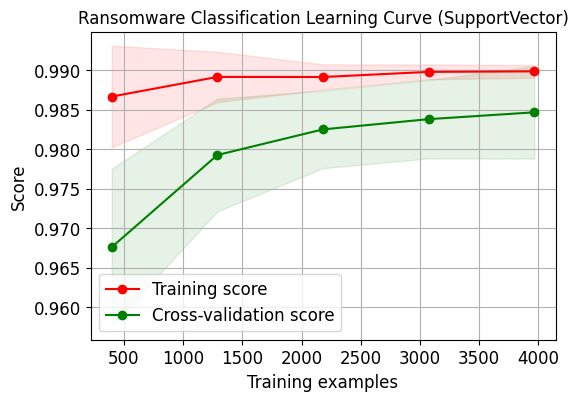 Ransomware Classification Learning Curve (SupportVector)
0.990
0.985
0.980
0.975
0.970
0.965
0.960
Score
Training score
Cross-validation score
500 1000 1500 2000 2500 3000 3500 4000
Training examples